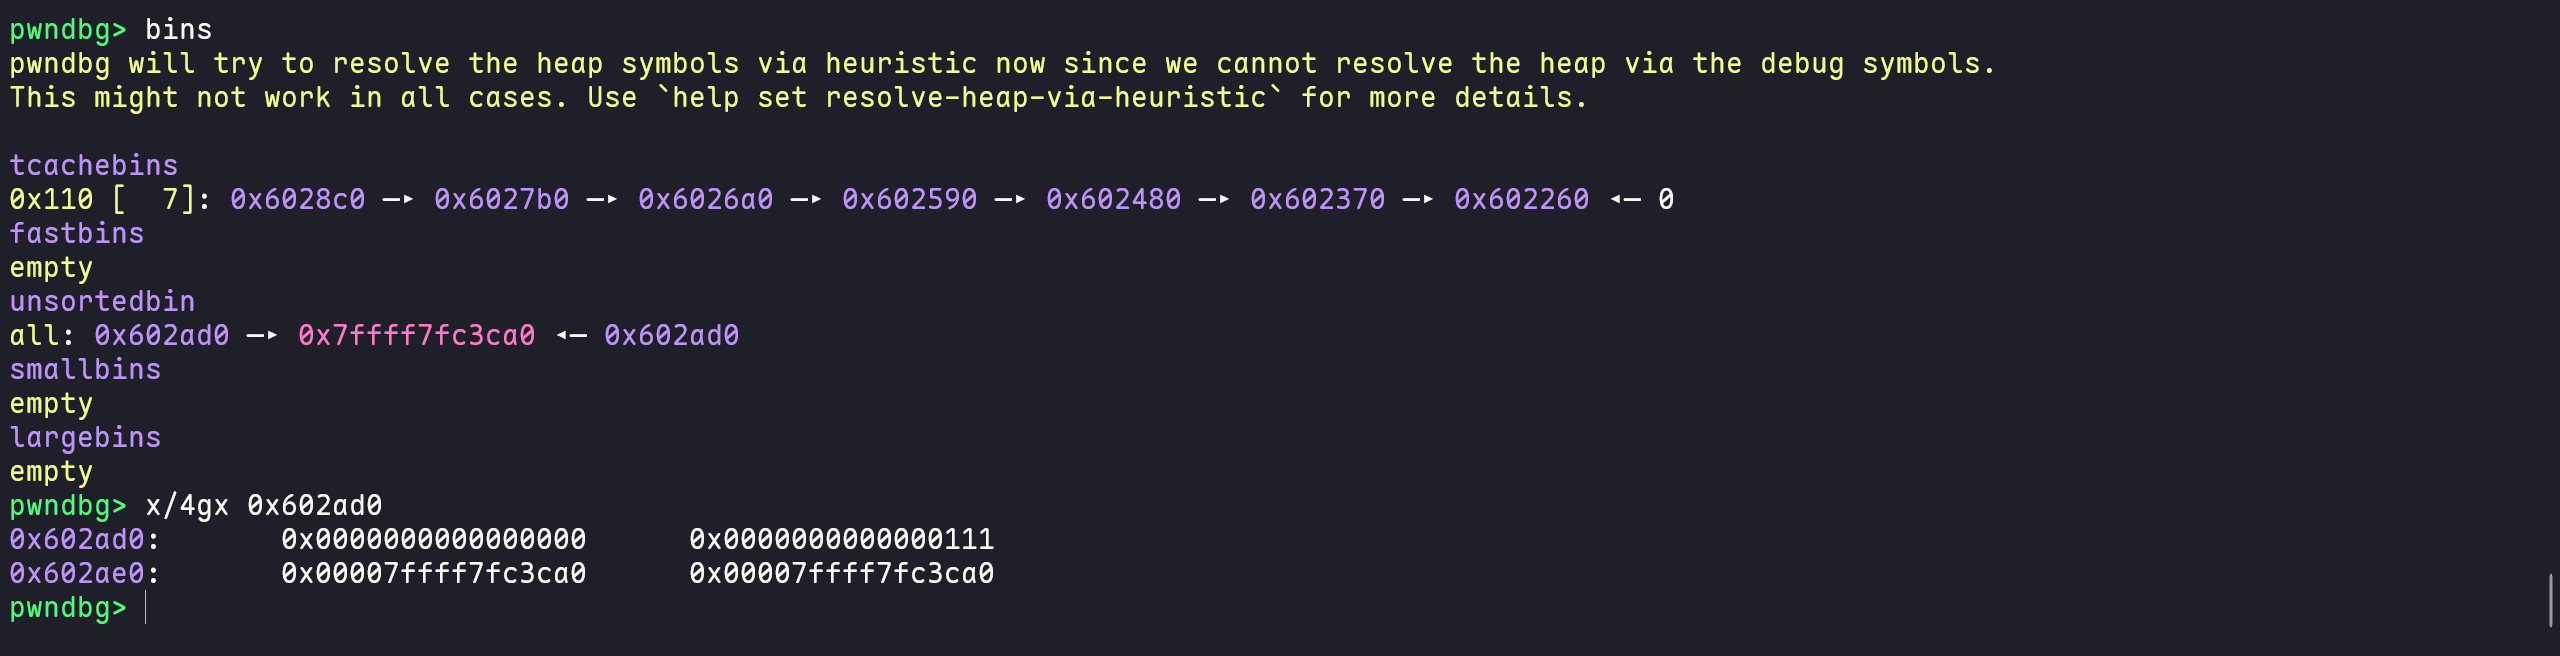 pwndbg> bins
pwndbg will try to resolve the heap symbols via heuristic now since we cannot resolve the heap via the debug symbols.
This might not work in all cases. Use `help set resolve-heap-via-heuristic` for more details.
tcachebins
0x110 [  7]: 0x6028c0 —▸ 0x6027b0 —▸ 0x6026a0 —▸ 0x602590 —▸ 0x602480 —▸ 0x602370 —▸ 0x602260 ◂— 0
fastbins
empty
unsortedbin
all: 0x602ad0 —▸ 0x7ffff7fc3ca0 ◂— 0x602ad0
smallbins
empty
largebins
empty
pwndbg> x/4gx 0x602ad0
0x602ad0:       0x0000000000000000      0x0000000000000111
0x602ae0:       0x00007ffff7fc3ca0      0x00007ffff7fc3ca0
pwndbg>